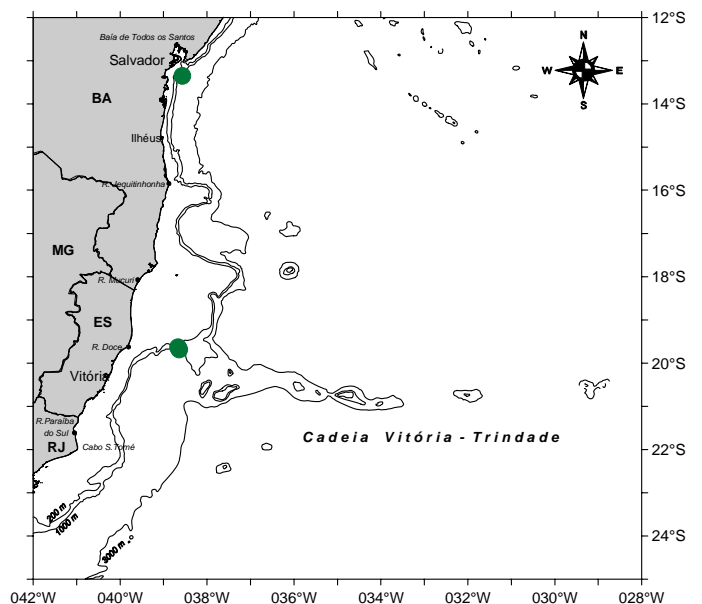 12°S
Baía de Todos os Santos
Salvador
N
W
E
S
BA
14°S
Ilhéus
R. Jequitinhonha
16°S
MG
R. Mucuri
18°S
ES
R. Doce
20°S
Vitória
R.Paraíba
do Sul
Cadeia Vitória - Trindade
RJ
Cabo S.Tomé
22°S
200 m
1000 m
3000 m
24°S
042°W
040°W
038°W
036°W
034°W
032°W
030°W
028°W